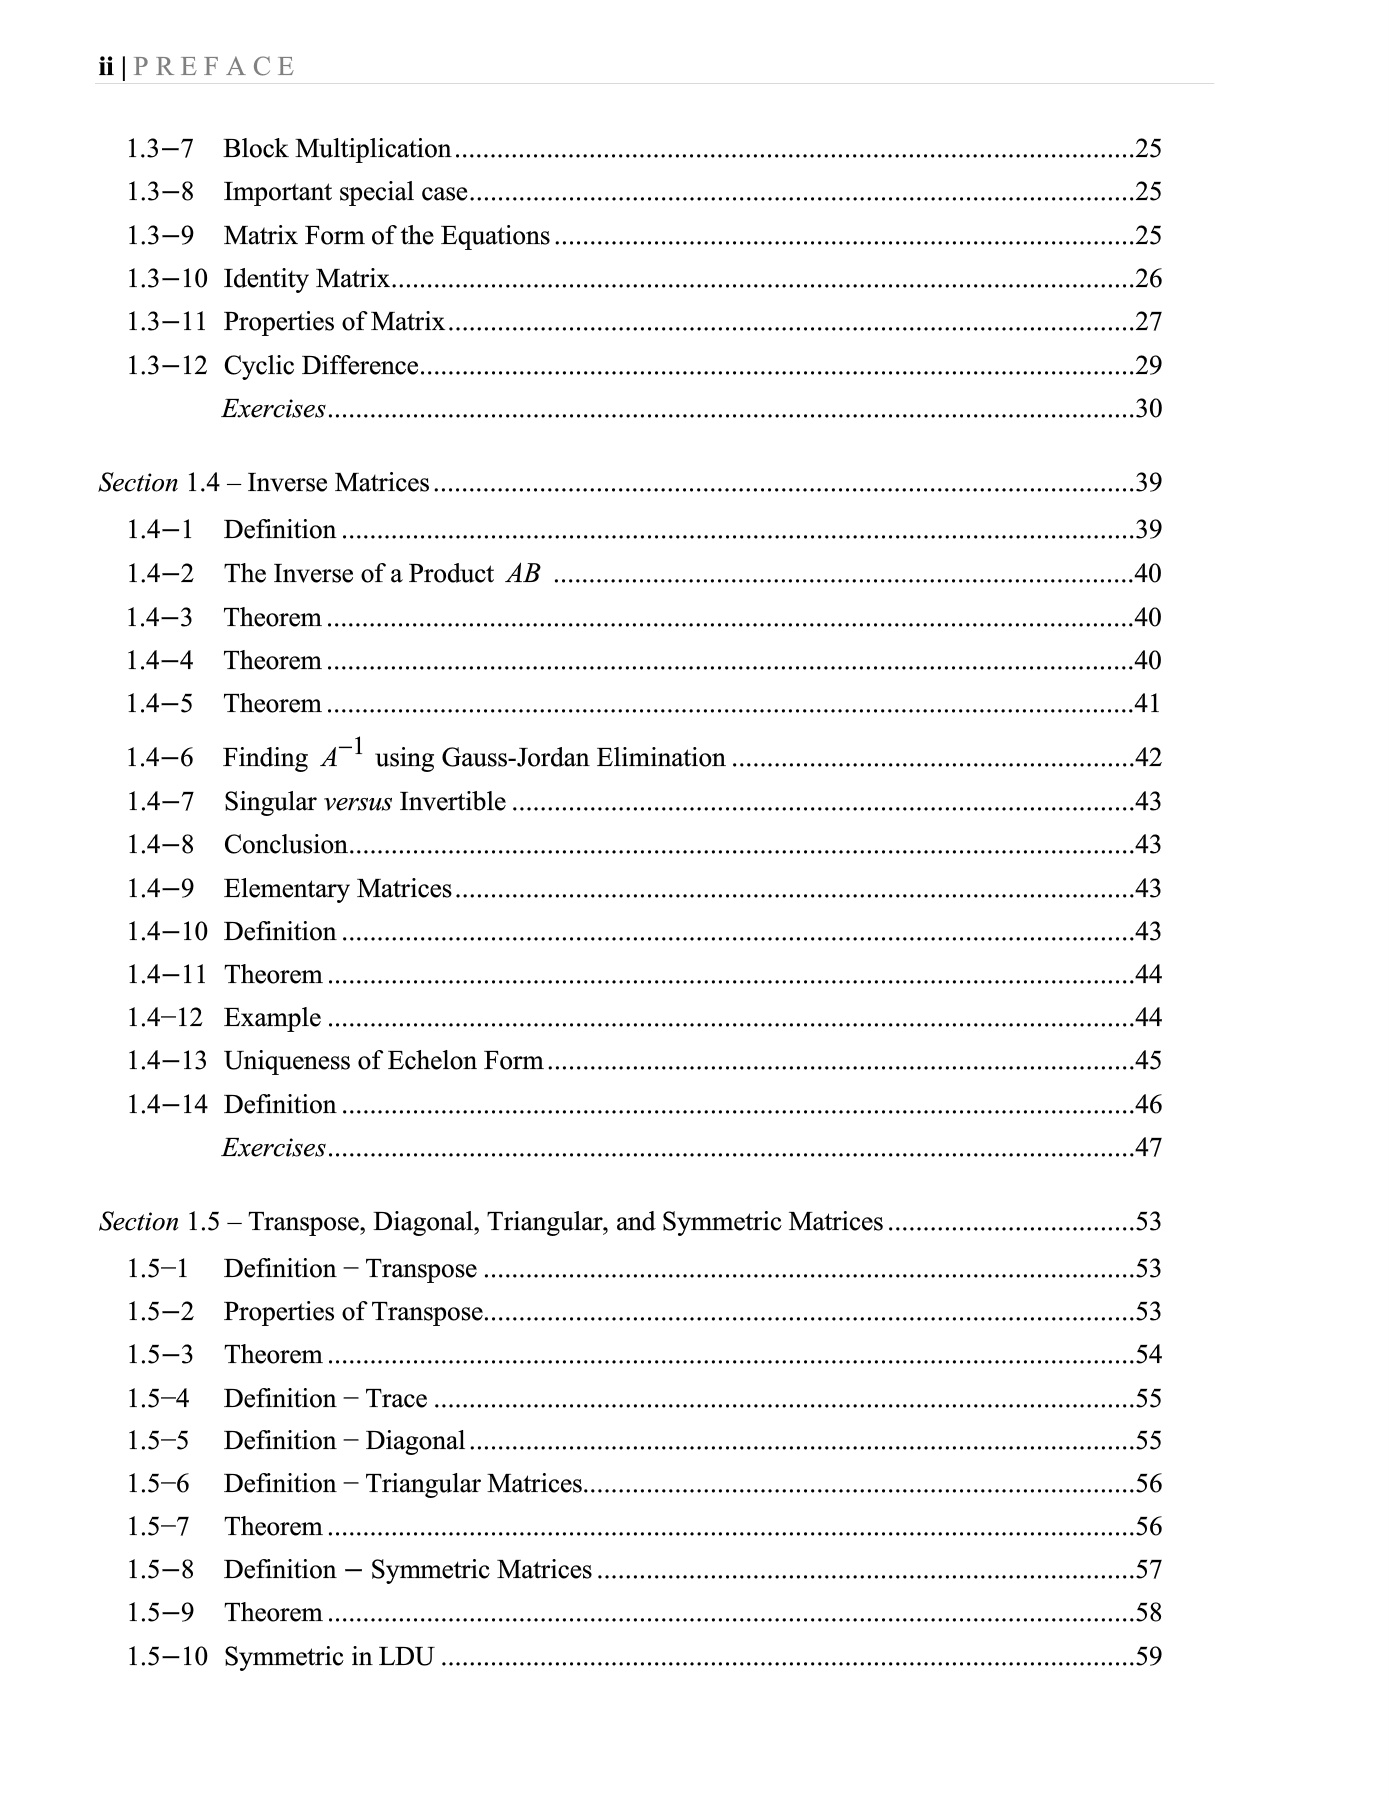 ii | PREFACE
1.3−7 Block Multiplication........25
1.3−8 Important special case........25
1.3−9 Matrix Form of the Equations........25
1.3−10 Identity Matrix........26
1.3−11 Properties of Matrix........27
1.3−12 Cyclic Difference........29
Exercises........30
Section 1.4 – Inverse Matrices........39
1.4−1 Definition........39
1.4−2 The Inverse of a Product AB........40
1.4−3 Theorem........40
1.4−4 Theorem........40
1.4−5 Theorem........41
1.4−6 Finding A⁻¹ using Gauss-Jordan Elimination........42
1.4−7 Singular versus Invertible........43
1.4−8 Conclusion........43
1.4−9 Elementary Matrices........43
1.4−10 Definition........43
1.4−11 Theorem........44
1.4−12 Example........44
1.4−13 Uniqueness of Echelon Form........45
1.4−14 Definition........46
Exercises........47
Section 1.5 – Transpose, Diagonal, Triangular, and Symmetric Matrices........53
1.5−1 Definition − Transpose........53
1.5−2 Properties of Transpose........53
1.5−3 Theorem........54
1.5−4 Definition − Trace........55
1.5−5 Definition − Diagonal........55
1.5−6 Definition − Triangular Matrices........56
1.5−7 Theorem........56
1.5−8 Definition − Symmetric Matrices........57
1.5−9 Theorem........58
1.5−10 Symmetric in LDU........59